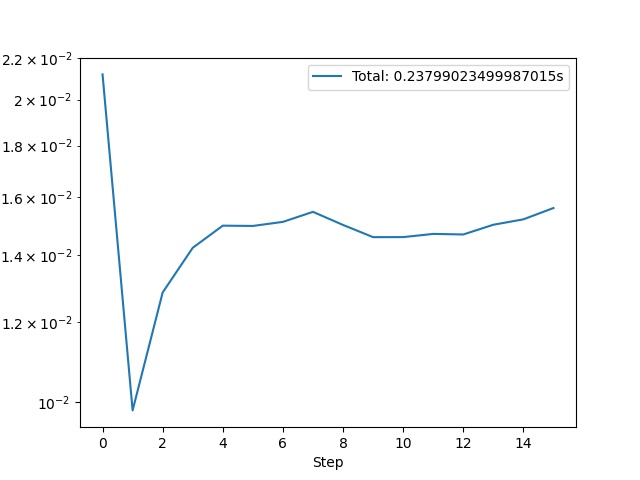 Total: 0.23799023499987015s
2.2 × 10⁻²
2 × 10⁻²
1.8 × 10⁻²
1.6 × 10⁻²
1.4 × 10⁻²
1.2 × 10⁻²
10⁻²
0 2 4 6 8 10 12 14
Step